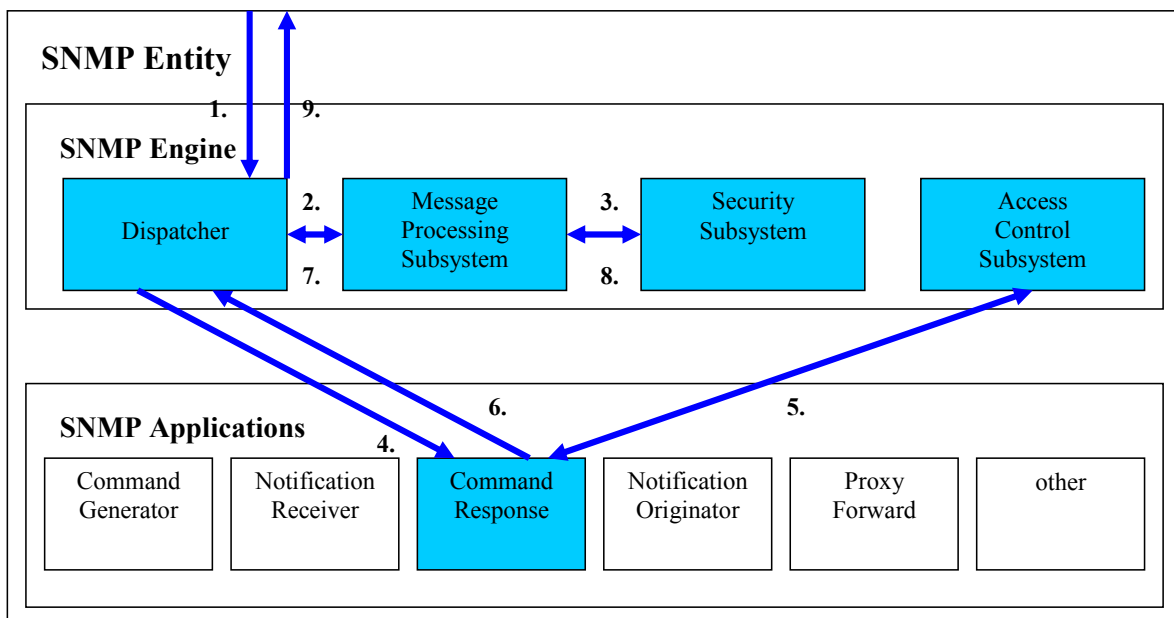 SNMP Entity
1.
9.
SNMP Engine
Dispatcher
2.
7.
Message
Processing
Subsystem
3.
8.
Security
Subsystem
Access
Control
Subsystem
SNMP Applications
4.
6.
5.
Command
Generator
Notification
Receiver
Command
Response
Notification
Originator
Proxy
Forward
other